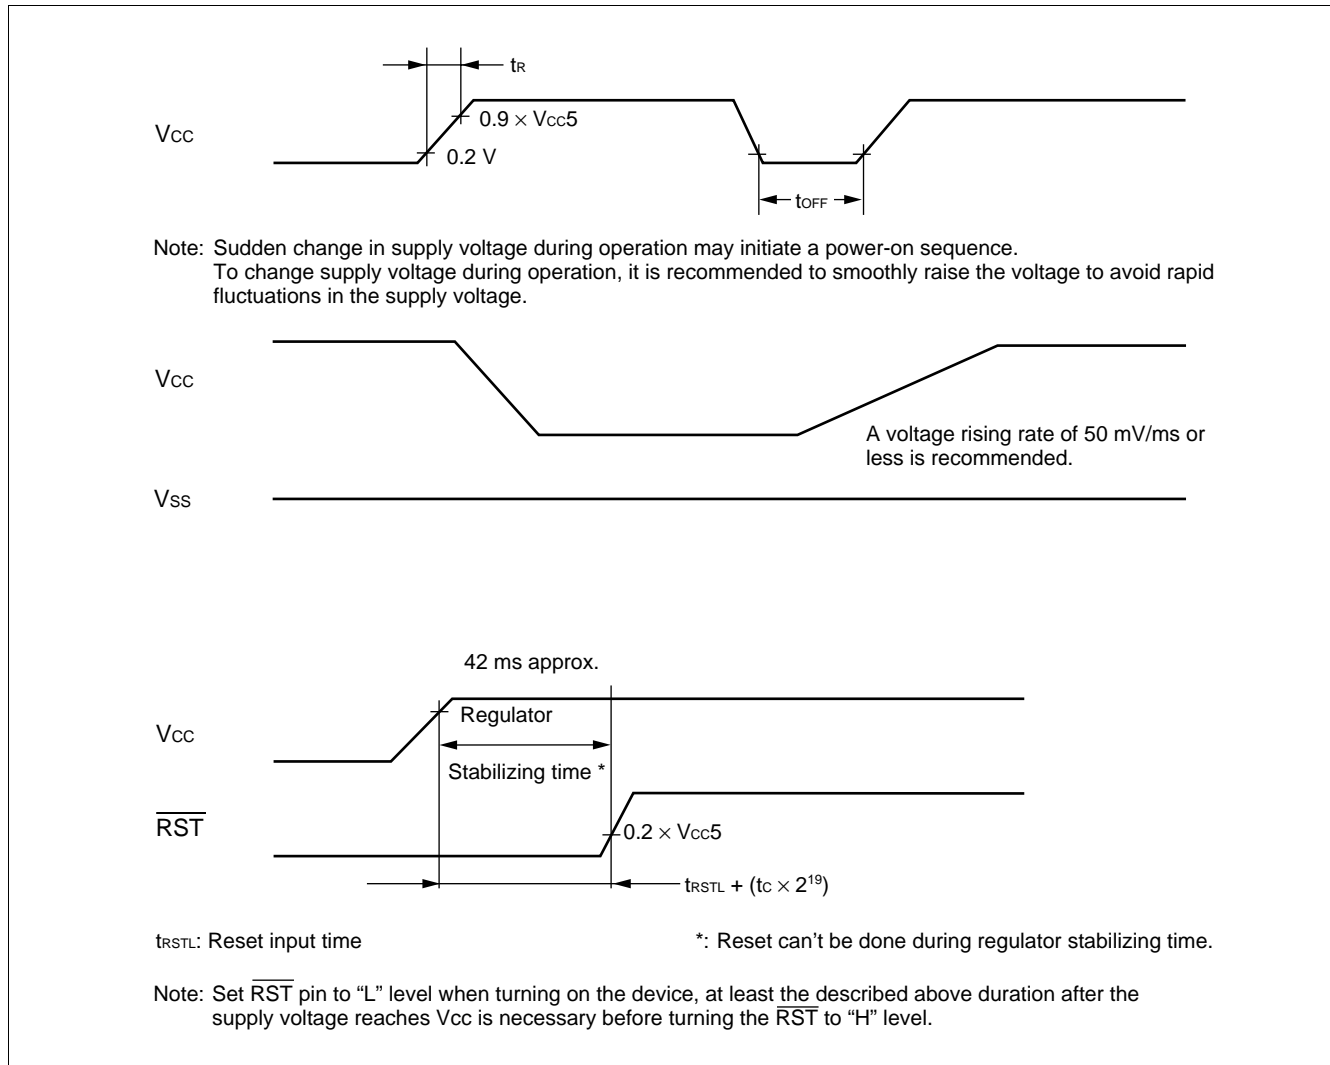 tR
VCC
0.9 × VCC5
0.2 V
tOFF
Note: Sudden change in supply voltage during operation may initiate a power-on sequence.
To change supply voltage during operation, it is recommended to smoothly raise the voltage to avoid rapid
fluctuations in the supply voltage.
VCC
A voltage rising rate of 50 mV/ms or
less is recommended.
VSS
42 ms approx.
VCC
Regulator
Stabilizing time *
R̅S̅T̅
0.2 × VCC5
tRSTL + (tC × 2¹⁹)
tRSTL: Reset input time
*: Reset can't be done during regulator stabilizing time.
Note: Set R̅S̅T̅ pin to “L” level when turning on the device, at least the described above duration after the
supply voltage reaches Vcc is necessary before turning the R̅S̅T̅ to “H” level.